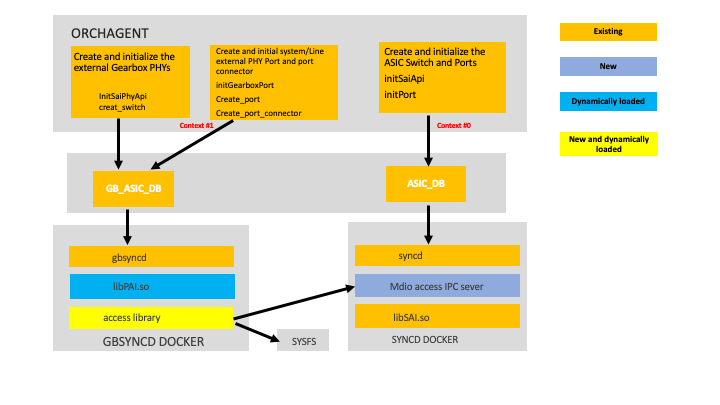 ORCHAGENT
Create and initialize the
external Gearbox PHYs
InitSaiPhyApi
creat_switch
Create and initial system/Line
external PHY Port and port
connector
initGearboxPort
Create_port
Create_port_connector
Create and initialize the
ASIC Switch and Ports
initSaiApi
initPort
Existing
New
Dynamically loaded
New and dynamically
loaded
Context #1
Context #0
GB_ASIC_DB
ASIC_DB
gbsyncd
libPAI.so
access library
GBSYNCD DOCKER
SYSFS
syncd
Mdio access IPC sever
libSAI.so
SYNCD DOCKER